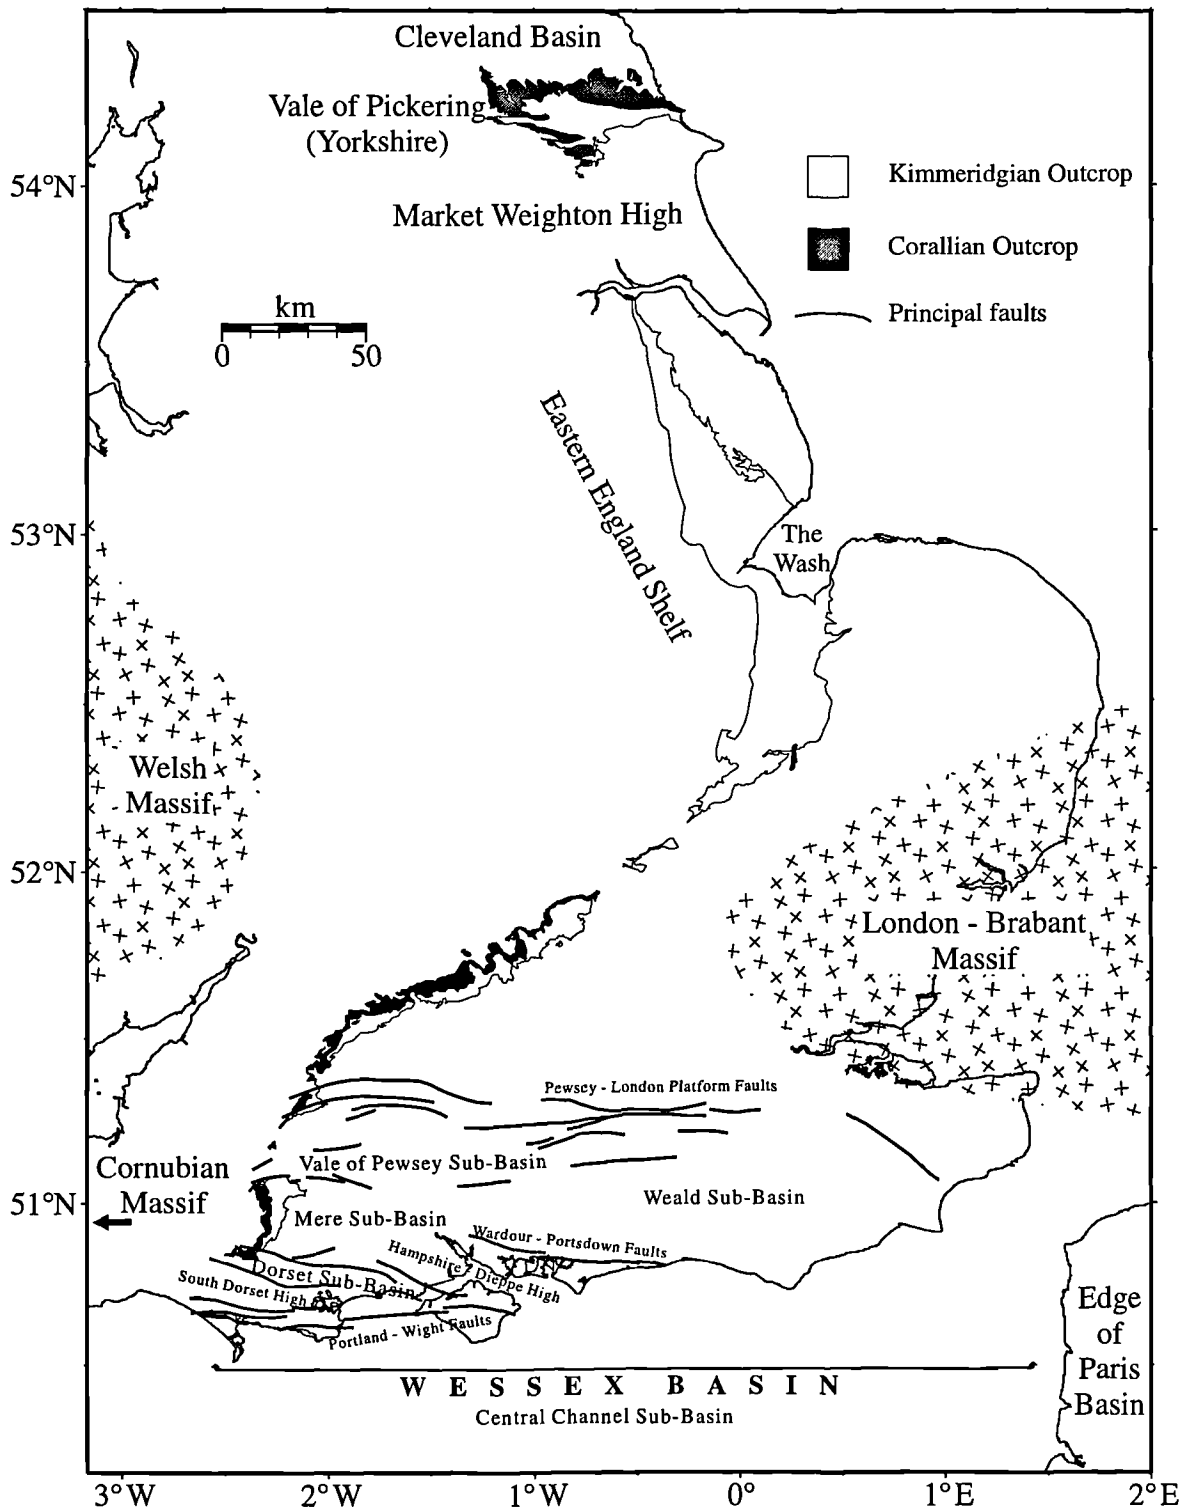 Cleveland Basin
Vale of Pickering
(Yorkshire)
Kimmeridgian Outcrop
54°N
Market Weighton High
Corallian Outcrop
km
0 50
Principal faults
Eastern England Shelf
53°N
The
Wash
Welsh
Massif
52°N
London - Brabant
Massif
Pewsey - London Platform Faults
Cornubian
Massif
Vale of Pewsey Sub-Basin
Weald Sub-Basin
51°N
Mere Sub-Basin
Wardour - Portsdown Faults
Hampshire - Dieppe High
Dorset Sub-Basin
South Dorset High
Portland - Wight Faults
Edge
of
Paris
Basin
WESSEX BASIN
Central Channel Sub-Basin
3°W 2°W 1°W 0° 1°E 2°E